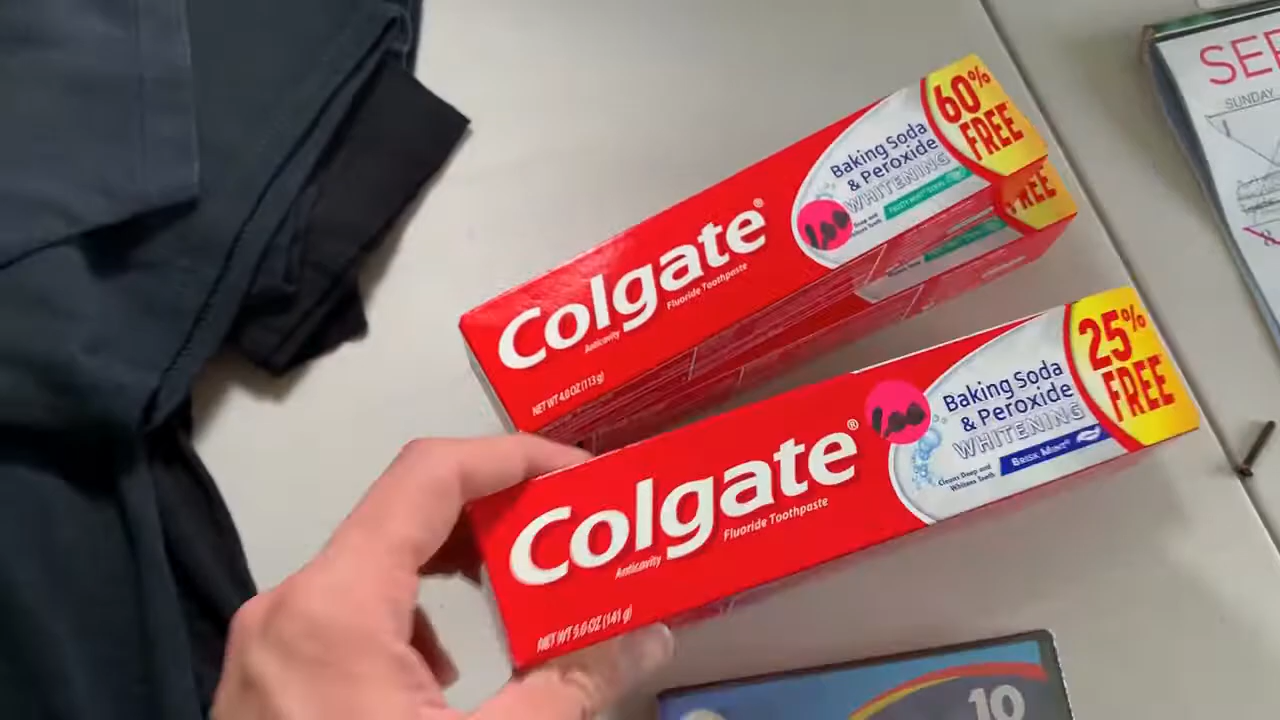 60%
FREE
Baking Soda
& Peroxide
WHITENING
Colgate®
Anticavity Fluoride Toothpaste
NET WT 4.0 OZ (113 g)
FREE
25%
FREE
Baking Soda
& Peroxide
WHITENING
BRISK MINT®
Cleans Deep and
Whitens Teeth
Colgate®
Anticavity Fluoride Toothpaste
NET WT 5.0 OZ (141 g)
SUNDAY
10